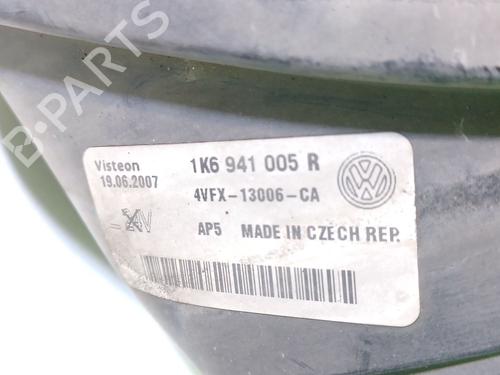 Visteon 1K6 941 005 R
19.06.2007 4VFX-13006-CA
AP5 MADE IN CZECH REP.
B-PARTS